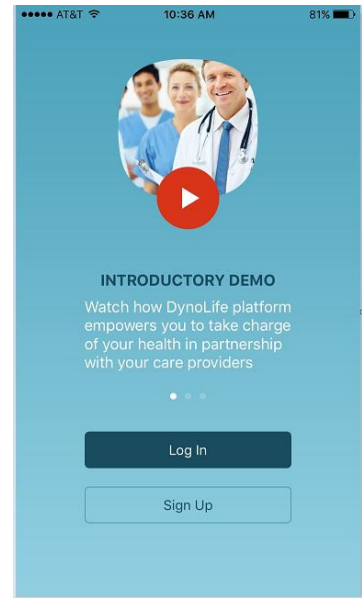 AT&T 10:36 AM 81%
INTRODUCTORY DEMO
Watch how DynoLife platform
empowers you to take charge
of your health in partnership
with your care providers
Log In
Sign Up